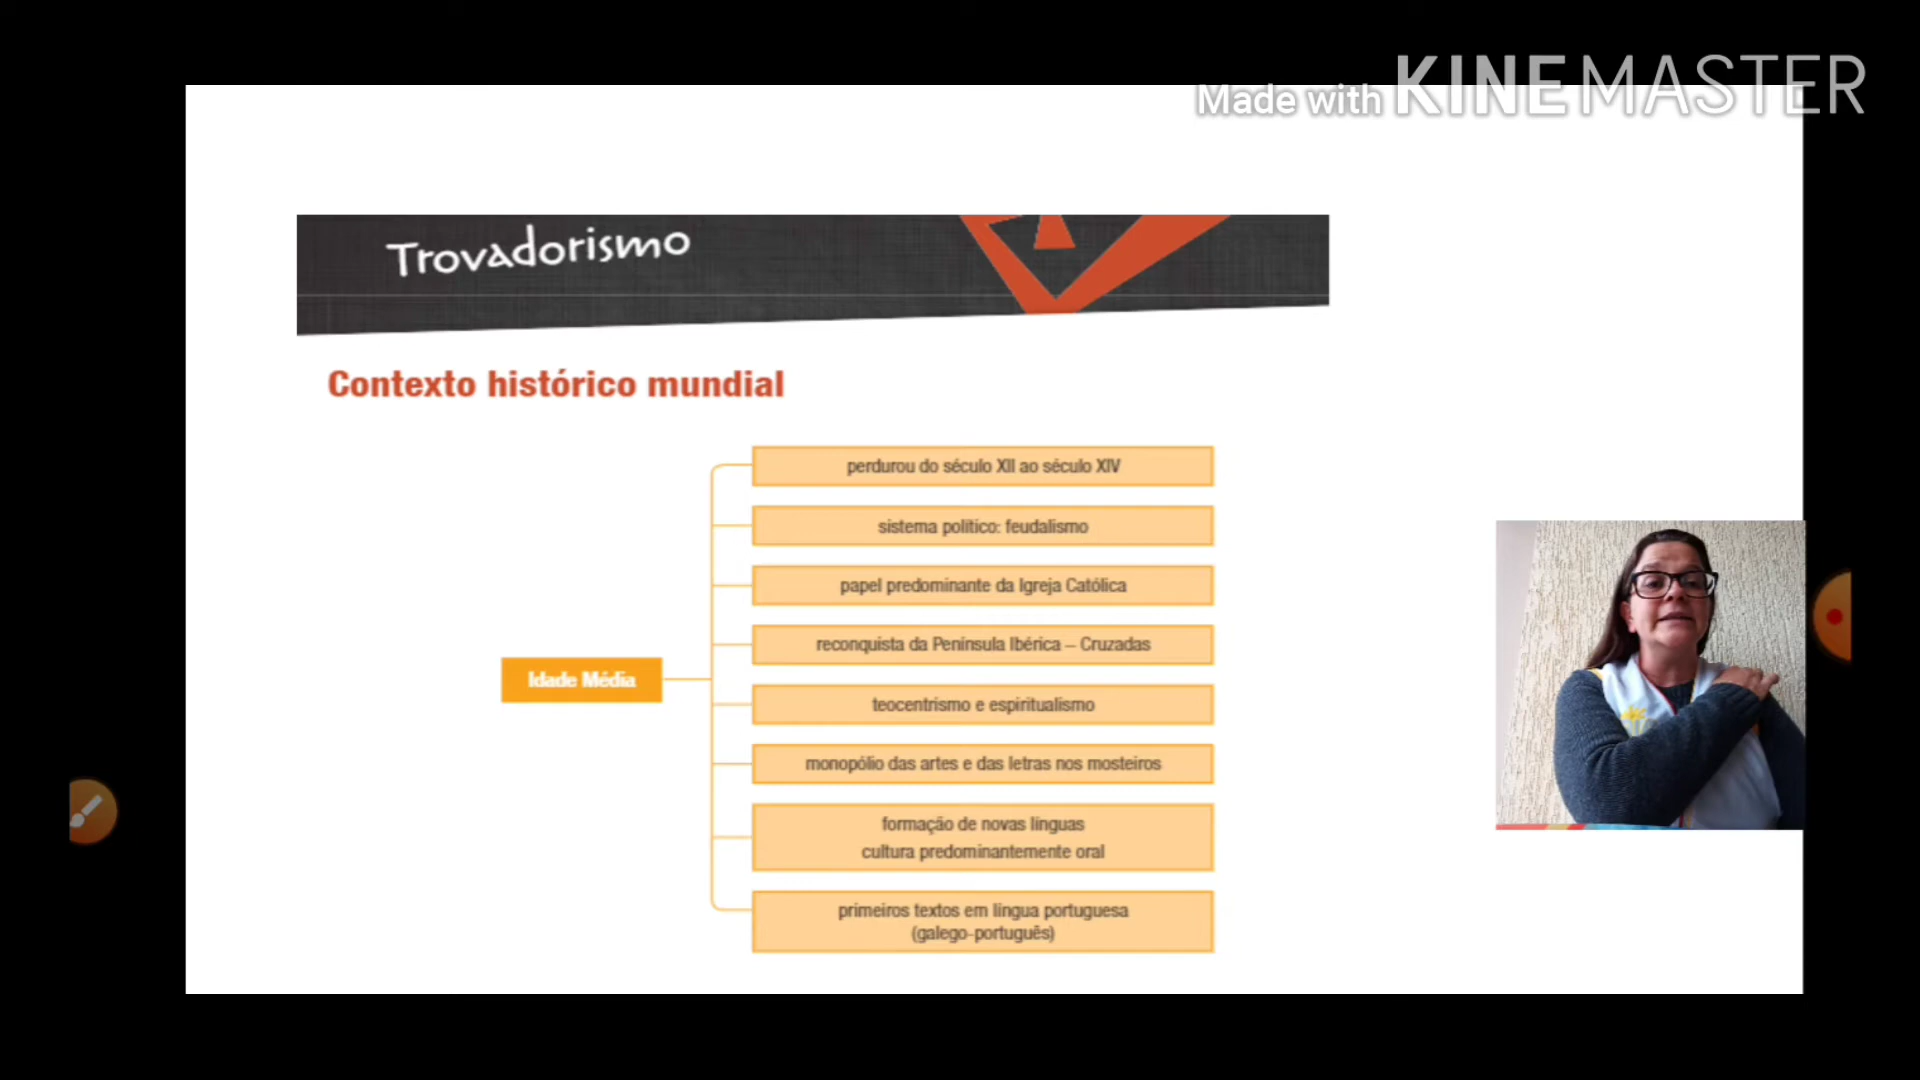 Made with KINEMASTER
Trovadorismo
Contexto histórico mundial
perdurou do século XII ao século XIV
sistema político: feudalismo
papel predominante da Igreja Católica
reconquista da Península Ibérica – Cruzadas
Idade Média
teocentrismo e espiritualismo
monopólio das artes e das letras nos mosteiros
formação de novas línguas
cultura predominantemente oral
primeiros textos em língua portuguesa
(galego-português)